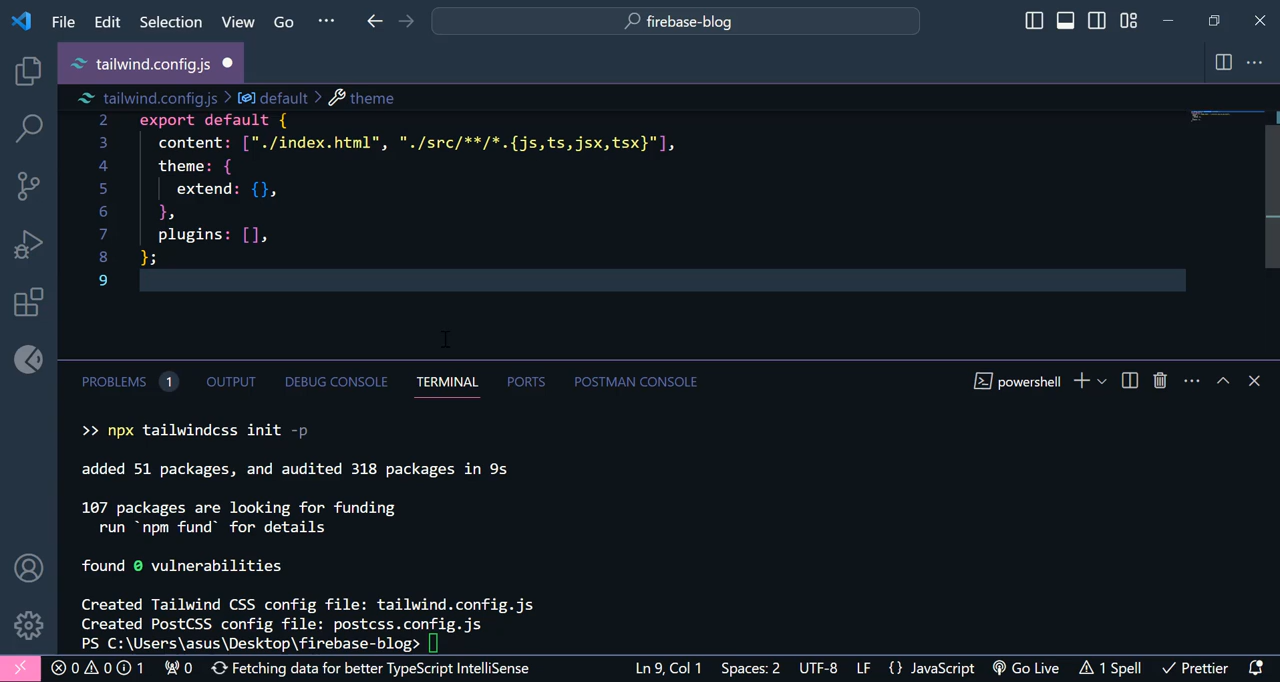 File Edit Selection View Go ··· firebase-blog
tailwind.config.js
tailwind.config.js > default > theme
2 export default {
3 content: ["./index.html", "./src/**/*.{js,ts,jsx,tsx}"],
4 theme: {
5 extend: {},
6 },
7 plugins: [],
8 };
9
PROBLEMS 1 OUTPUT DEBUG CONSOLE TERMINAL PORTS POSTMAN CONSOLE powershell
>> npx tailwindcss init -p
added 51 packages, and audited 318 packages in 9s
107 packages are looking for funding
run `npm fund` for details
found 0 vulnerabilities
Created Tailwind CSS config file: tailwind.config.js
Created PostCSS config file: postcss.config.js
PS C:\Users\asus\Desktop\firebase-blog>
0 0 1 0 Fetching data for better TypeScript IntelliSense Ln 9, Col 1 Spaces: 2 UTF-8 LF {} JavaScript Go Live 1 Spell Prettier